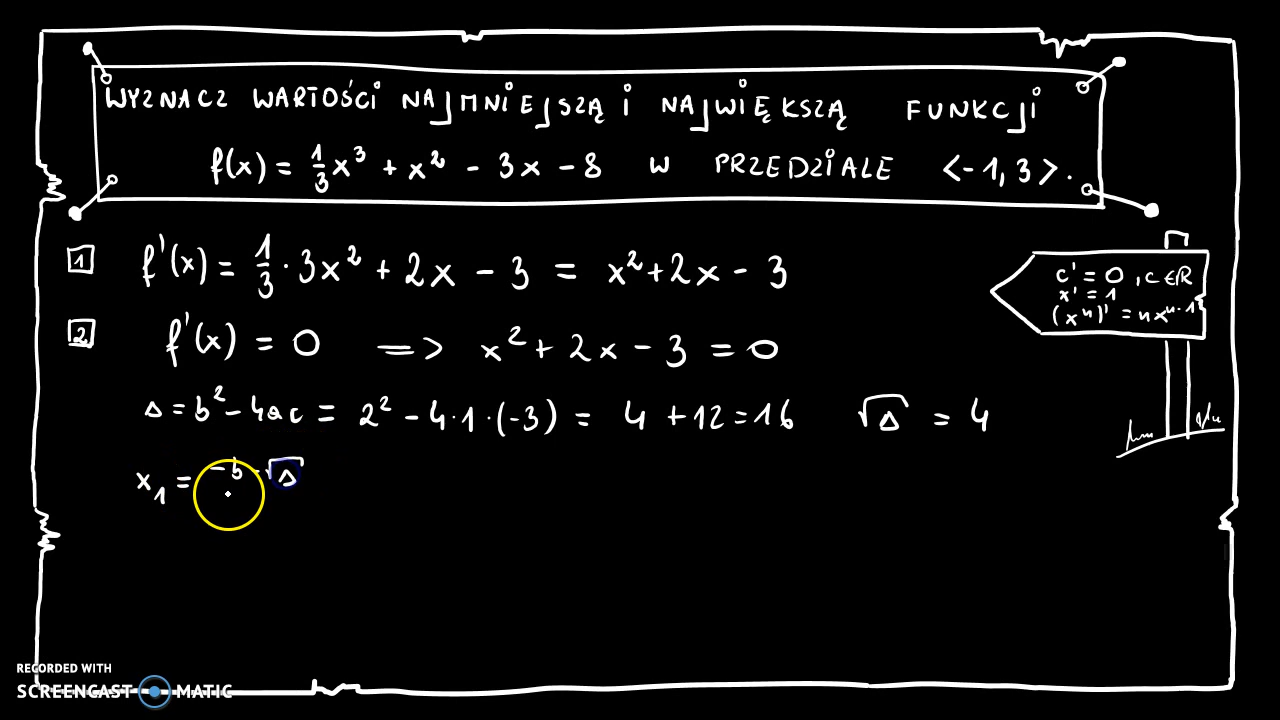 WYZNACZ WARTOŚCI NAJMNIEJSZĄ I NAJWIĘKSZĄ FUNKCJI
f(x) = 1/3 x³ + x² - 3x - 8 W PRZEDZIALE <-1, 3>.
1 f'(x) = 1/3 · 3x² + 2x - 3 = x² + 2x - 3
2 f'(x) = 0 => x² + 2x - 3 = 0
Δ = b² - 4ac = 2² - 4·1·(-3) = 4 + 12 = 16 √Δ = 4
x₁ = -b - √Δ
c' = 0, c ∈ R
x' = 1
(xⁿ)' = nxⁿ⁻¹
RECORDED WITH
SCREENCAST MATIC